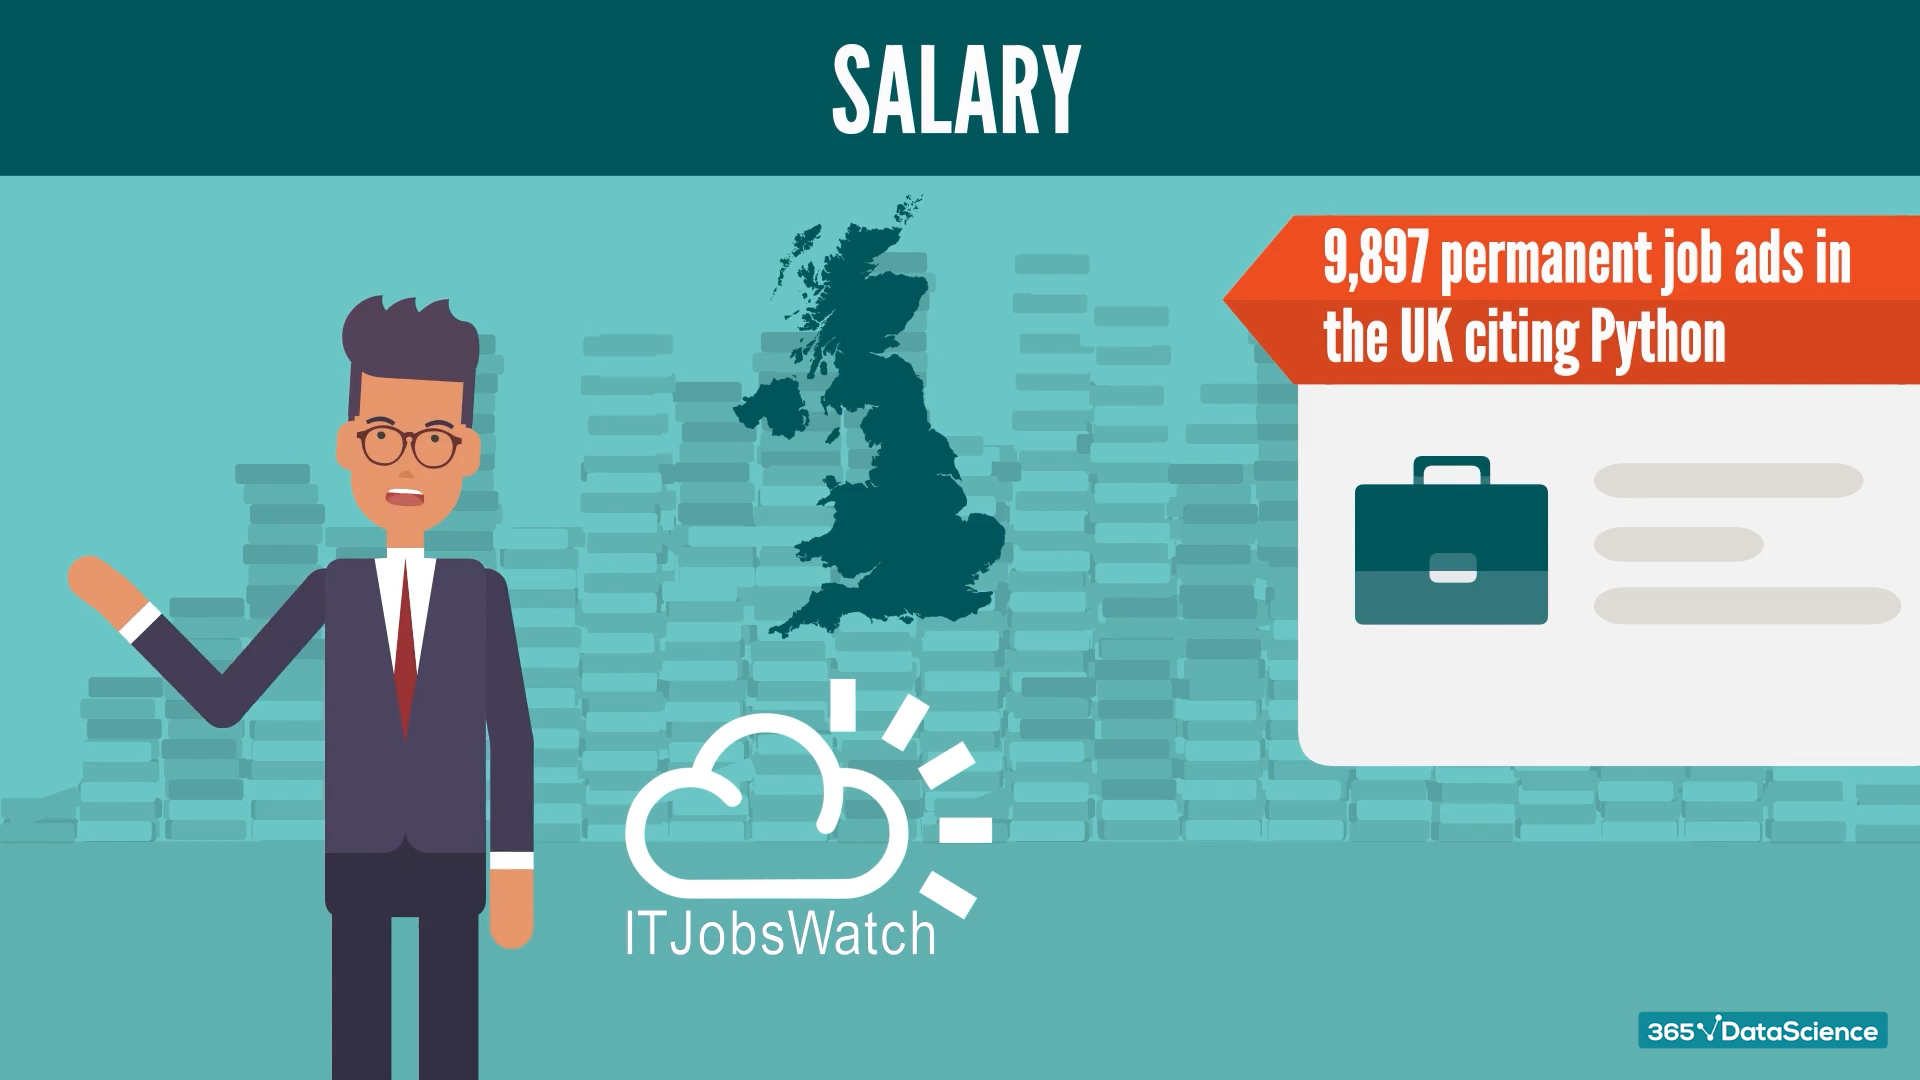 SALARY
9,897 permanent job ads in
the UK citing Python
ITJobsWatch
365 DataScience